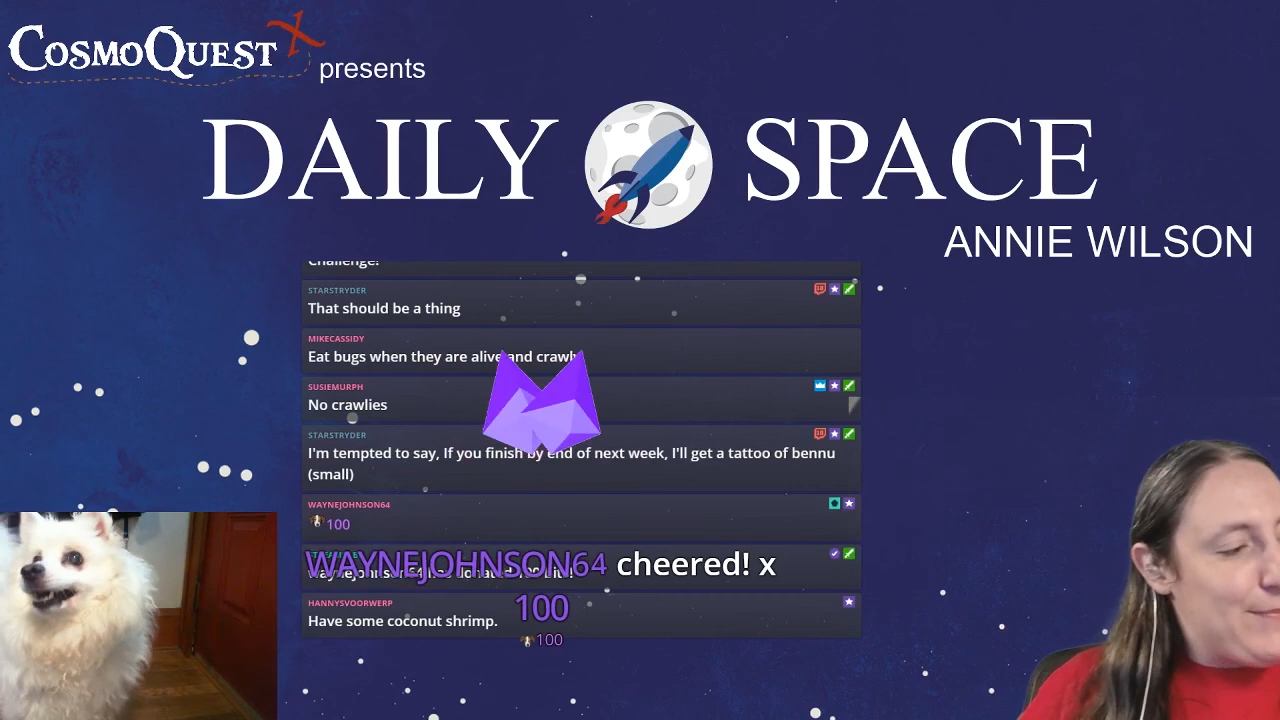 COSMOQUEST X
presents
DAILY SPACE
ANNIE WILSON
Challenge!
STARSTRYDER
That should be a thing
MIKECASSIDY
Eat bugs when they are alive and crawly
SUSIEMURPH
No crawlies
STARSTRYDER
I'm tempted to say, If you finish by end of next week, I'll get a tattoo of bennu
(small)
WAYNEJOHNSON64
100
WAYNEJOHNSON64 cheered! x
100
100
HANNYSVOORWERP
Have some coconut shrimp.